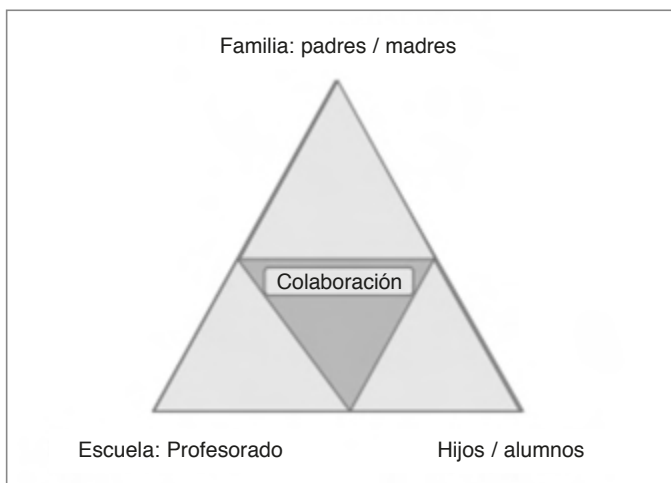 Familia: padres / madres
Colaboración
Escuela: Profesorado
Hijos / alumnos